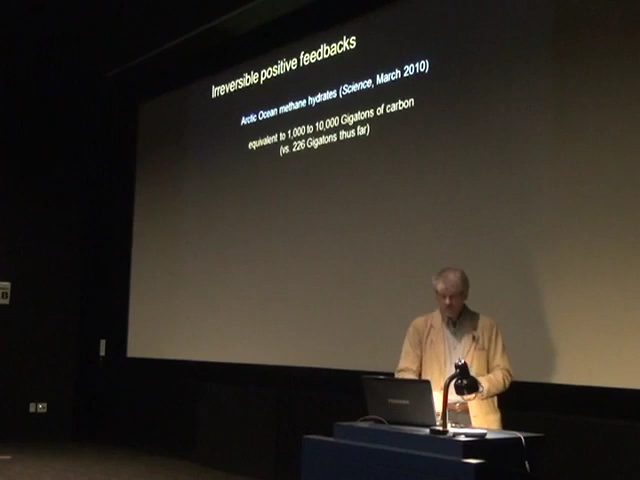 Irreversible positive feedbacks
Arctic Ocean methane hydrates (Science, March 2010)
equivalent to 1,000 to 10,000 Gigatons of carbon
(vs. 226 Gigatons thus far)
TOSHIBA